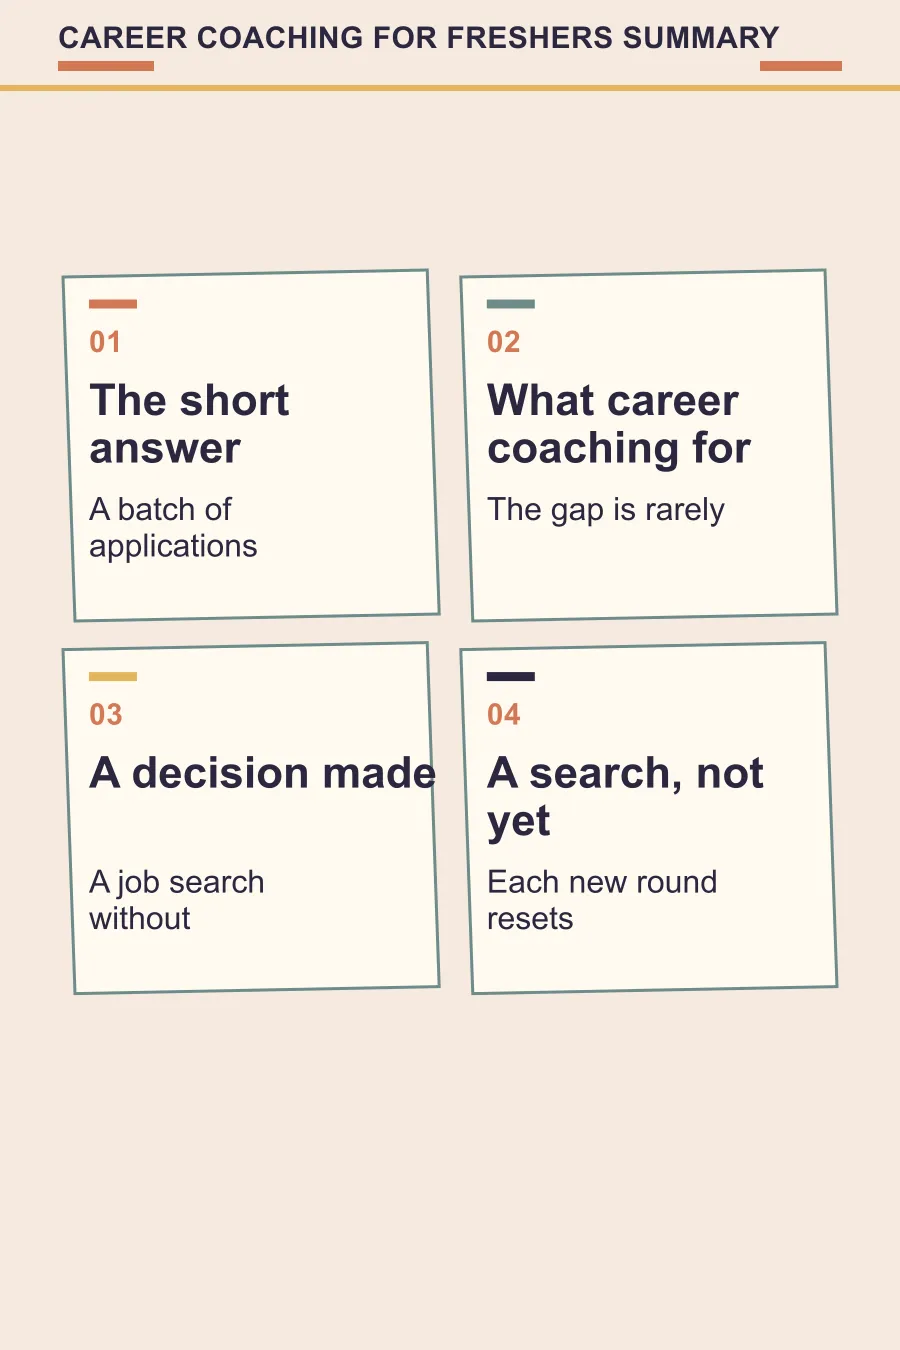 CAREER COACHING FOR FRESHERS SUMMARY
01
The short
answer
A batch of
applications
02
What career
coaching for
The gap is rarely
03
A decision made
A job search
without
04
A search, not
yet
Each new round
resets